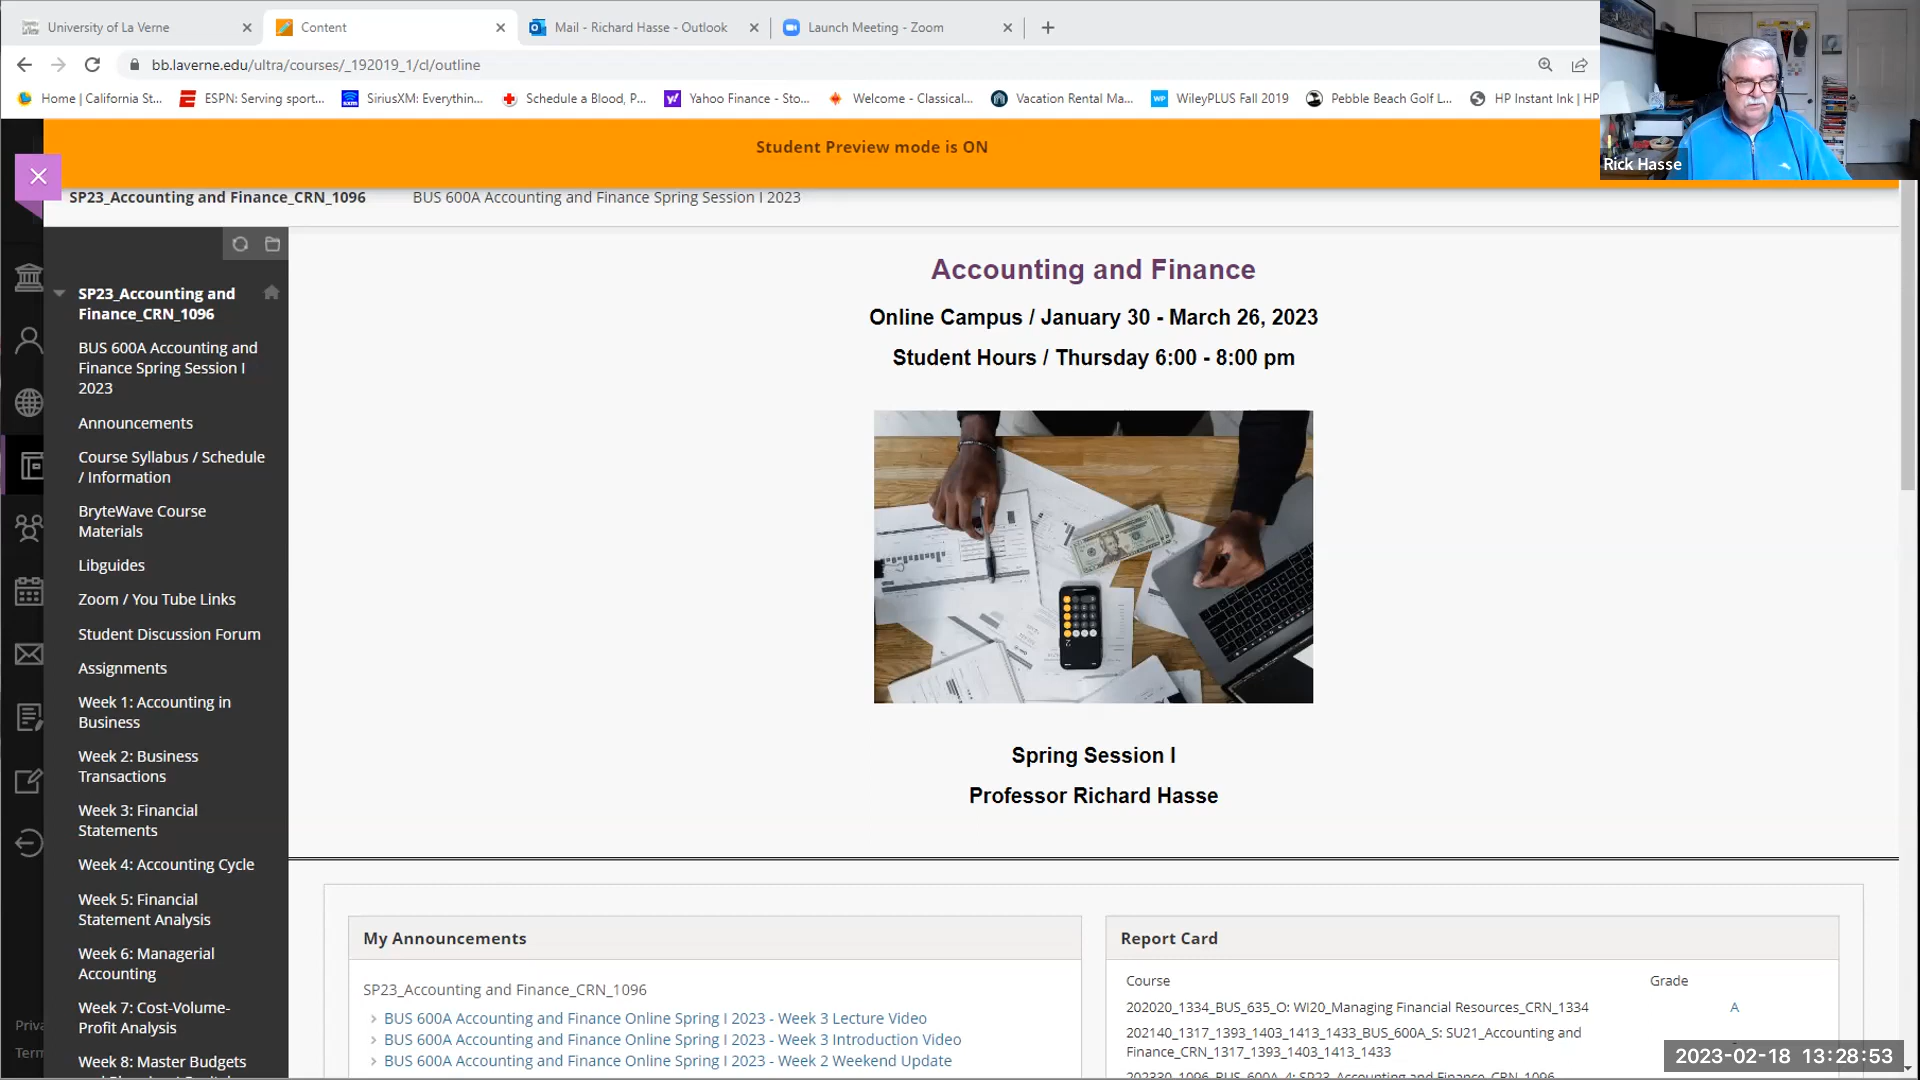 University of La Verne
Content
Mail - Richard Hasse - Outlook
Launch Meeting - Zoom
bb.laverne.edu/ultra/courses/_192019_1/cl/outline
Home | California St...
ESPN: Serving sport...
SiriusXM: Everythin...
Schedule a Blood, P...
Yahoo Finance - Sto...
Welcome - Classical...
Vacation Rental Ma...
WileyPLUS Fall 2019
Pebble Beach Golf L...
HP Instant Ink | HP
Student Preview mode is ON
Rick Hasse
SP23_Accounting and Finance_CRN_1096
BUS 600A Accounting and Finance Spring Session I 2023
SP23_Accounting and
Finance_CRN_1096
BUS 600A Accounting and
Finance Spring Session I
2023
Announcements
Course Syllabus / Schedule
/ Information
BryteWave Course
Materials
Libguides
Zoom / You Tube Links
Student Discussion Forum
Assignments
Week 1: Accounting in
Business
Week 2: Business
Transactions
Week 3: Financial
Statements
Week 4: Accounting Cycle
Week 5: Financial
Statement Analysis
Week 6: Managerial
Accounting
Week 7: Cost-Volume-
Profit Analysis
Week 8: Master Budgets
Priva
Term
Accounting and Finance
Online Campus / January 30 - March 26, 2023
Student Hours / Thursday 6:00 - 8:00 pm
Spring Session I
Professor Richard Hasse
My Announcements
SP23_Accounting and Finance_CRN_1096
BUS 600A Accounting and Finance Online Spring I 2023 - Week 3 Lecture Video
BUS 600A Accounting and Finance Online Spring I 2023 - Week 3 Introduction Video
BUS 600A Accounting and Finance Online Spring I 2023 - Week 2 Weekend Update
Report Card
Course Grade
202020_1334_BUS_635_O: WI20_Managing Financial Resources_CRN_1334 A
202140_1317_1393_1403_1413_1433_BUS_600A_S: SU21_Accounting and
Finance_CRN_1317_1393_1403_1413_1433
202330_1096_BUS_600A_4: SP23_Accounting and Finance_CRN_1096
2023-02-18 13:28:53